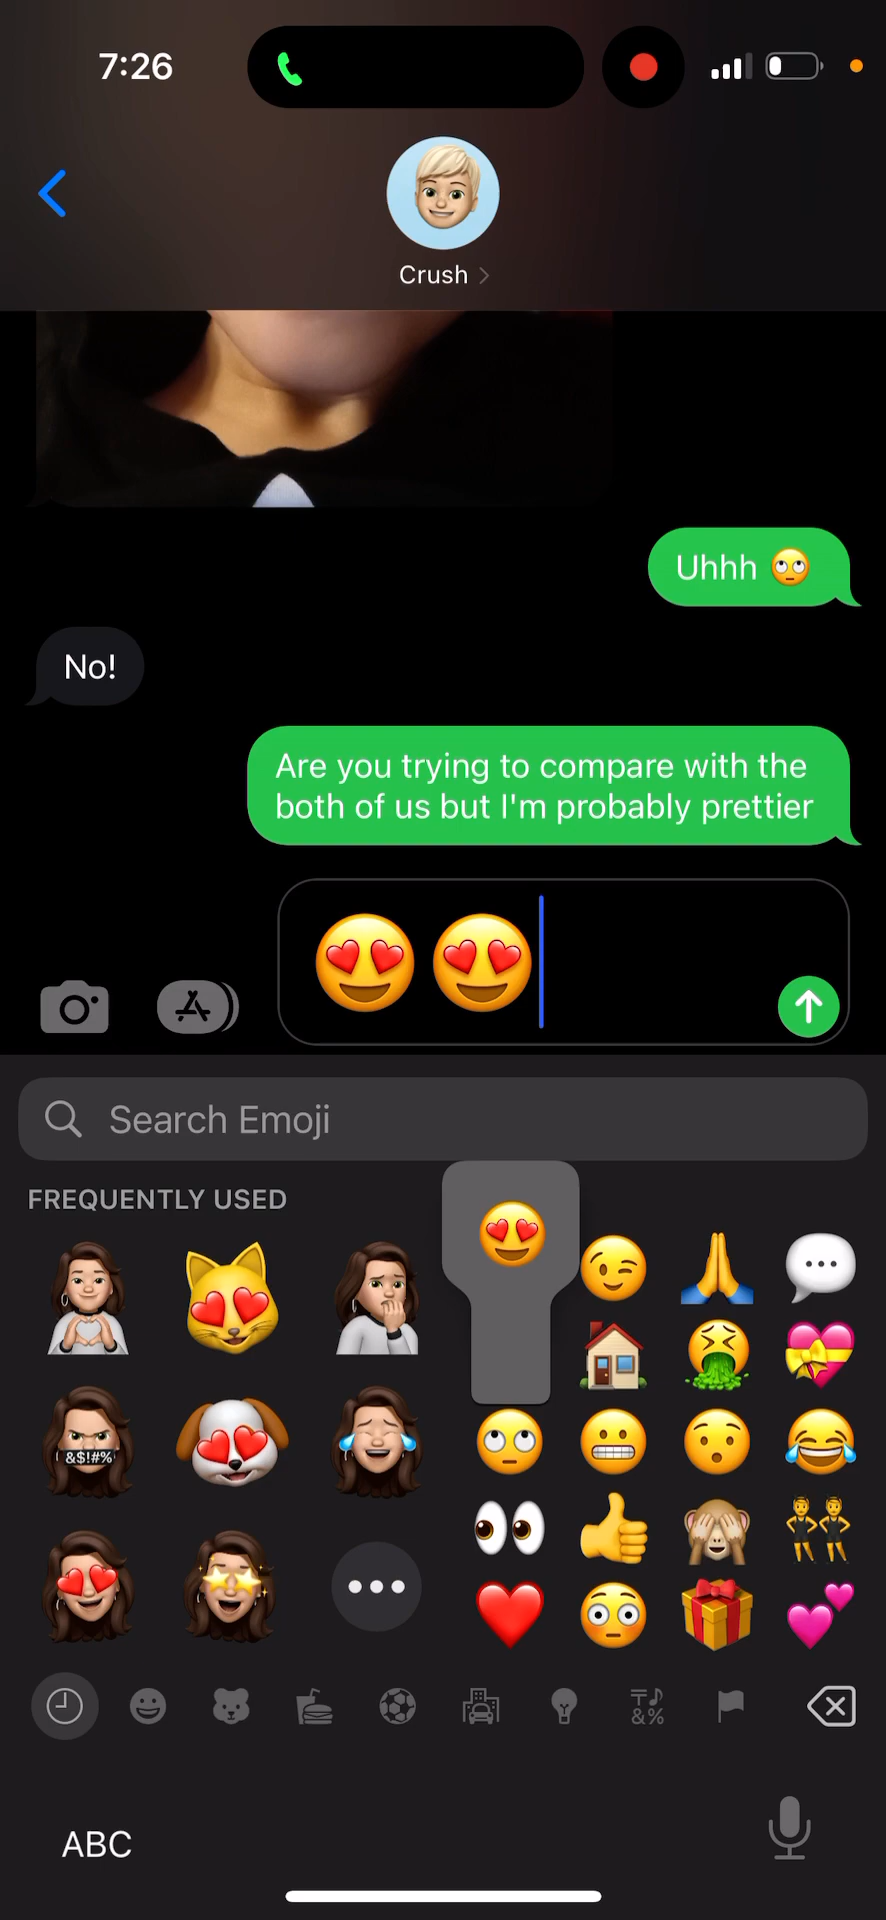 7:26
Crush
Uhhh 🙄
No!
Are you trying to compare with the
both of us but I'm probably prettier
😍😍
Search Emoji
FREQUENTLY USED
&$!#%
ABC